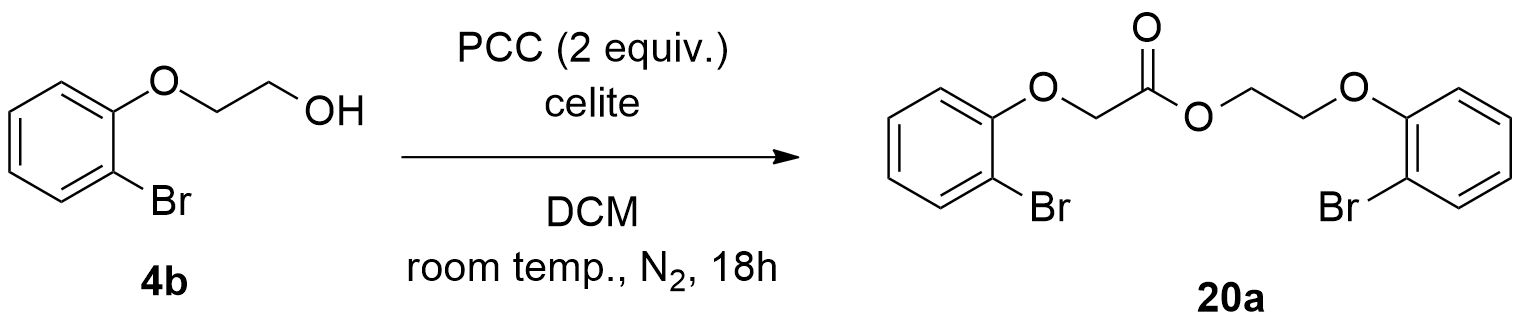 O
OH
Br
4b
PCC (2 equiv.)
celite
DCM
room temp., N₂, 18h
O
O
O
O
Br
Br
20a